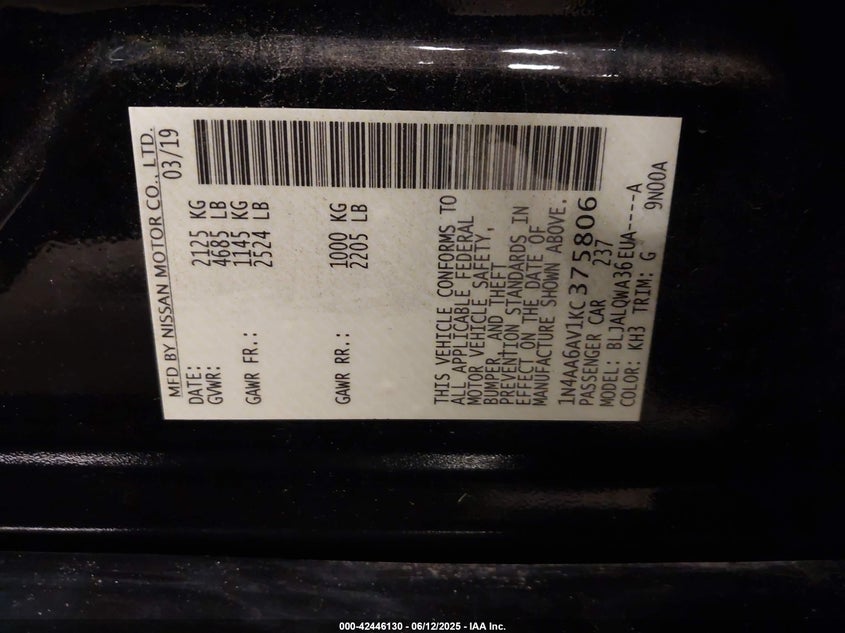 MFD BY NISSAN MOTOR CO., LTD.
DATE: 03/19
GVWR: 2125 KG
4685 LB
GAWR FR.: 1145 KG
2524 LB
GAWR RR.: 1000 KG
2205 LB
THIS VEHICLE CONFORMS TO
ALL APPLICABLE FEDERAL
MOTOR VEHICLE SAFETY,
BUMPER, AND THEFT
PREVENTION STANDARDS IN
EFFECT ON THE DATE OF
MANUFACTURE SHOWN ABOVE.
1N4AA6AV1KC375806
PASSENGER CAR 237
MODEL: BLJALQWA36EUA----A
COLOR: KH3 TRIM: G 9N00A
000-42446130 - 06/12/2025 - IAA Inc.